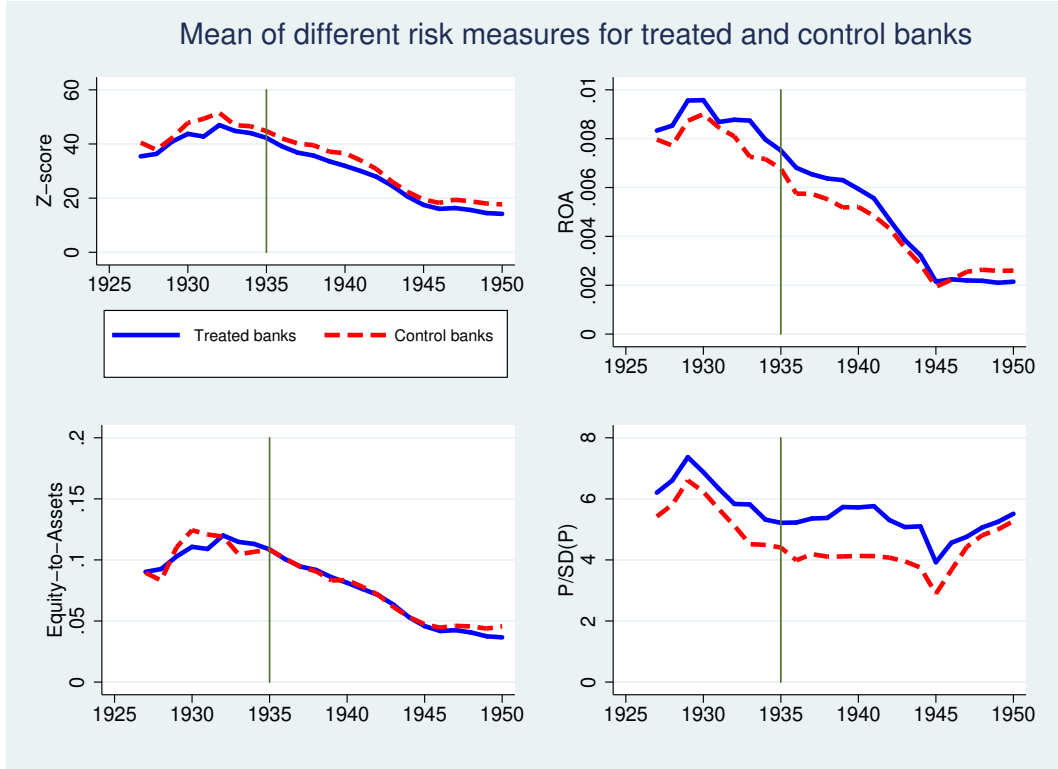 Mean of different risk measures for treated and control banks
Z−score
60
40
20
0
1925 1930 1935 1940 1945 1950
Treated banks Control banks
ROA
.01
.008
.006
.004
.002
0
1925 1930 1935 1940 1945 1950
Equity−to−Assets
.2
.15
.1
.05
0
1925 1930 1935 1940 1945 1950
P/SD(P)
8
6
4
2
0
1925 1930 1935 1940 1945 1950